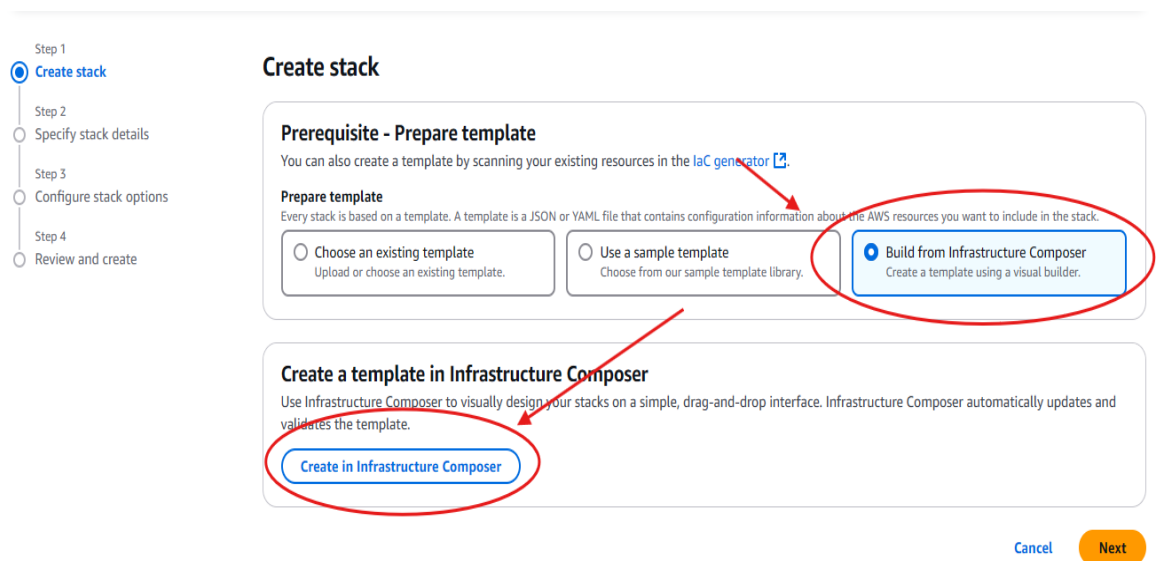 Step 1
Create stack
Step 2
Specify stack details
Step 3
Configure stack options
Step 4
Review and create
Create stack
Prerequisite - Prepare template
You can also create a template by scanning your existing resources in the IaC generator.
Prepare template
Every stack is based on a template. A template is a JSON or YAML file that contains configuration information about the AWS resources you want to include in the stack.
Choose an existing template
Upload or choose an existing template.
Use a sample template
Choose from our sample template library.
Build from Infrastructure Composer
Create a template using a visual builder.
Create a template in Infrastructure Composer
Use Infrastructure Composer to visually design your stacks on a simple, drag-and-drop interface. Infrastructure Composer automatically updates and
validates the template.
Create in Infrastructure Composer
Cancel
Next